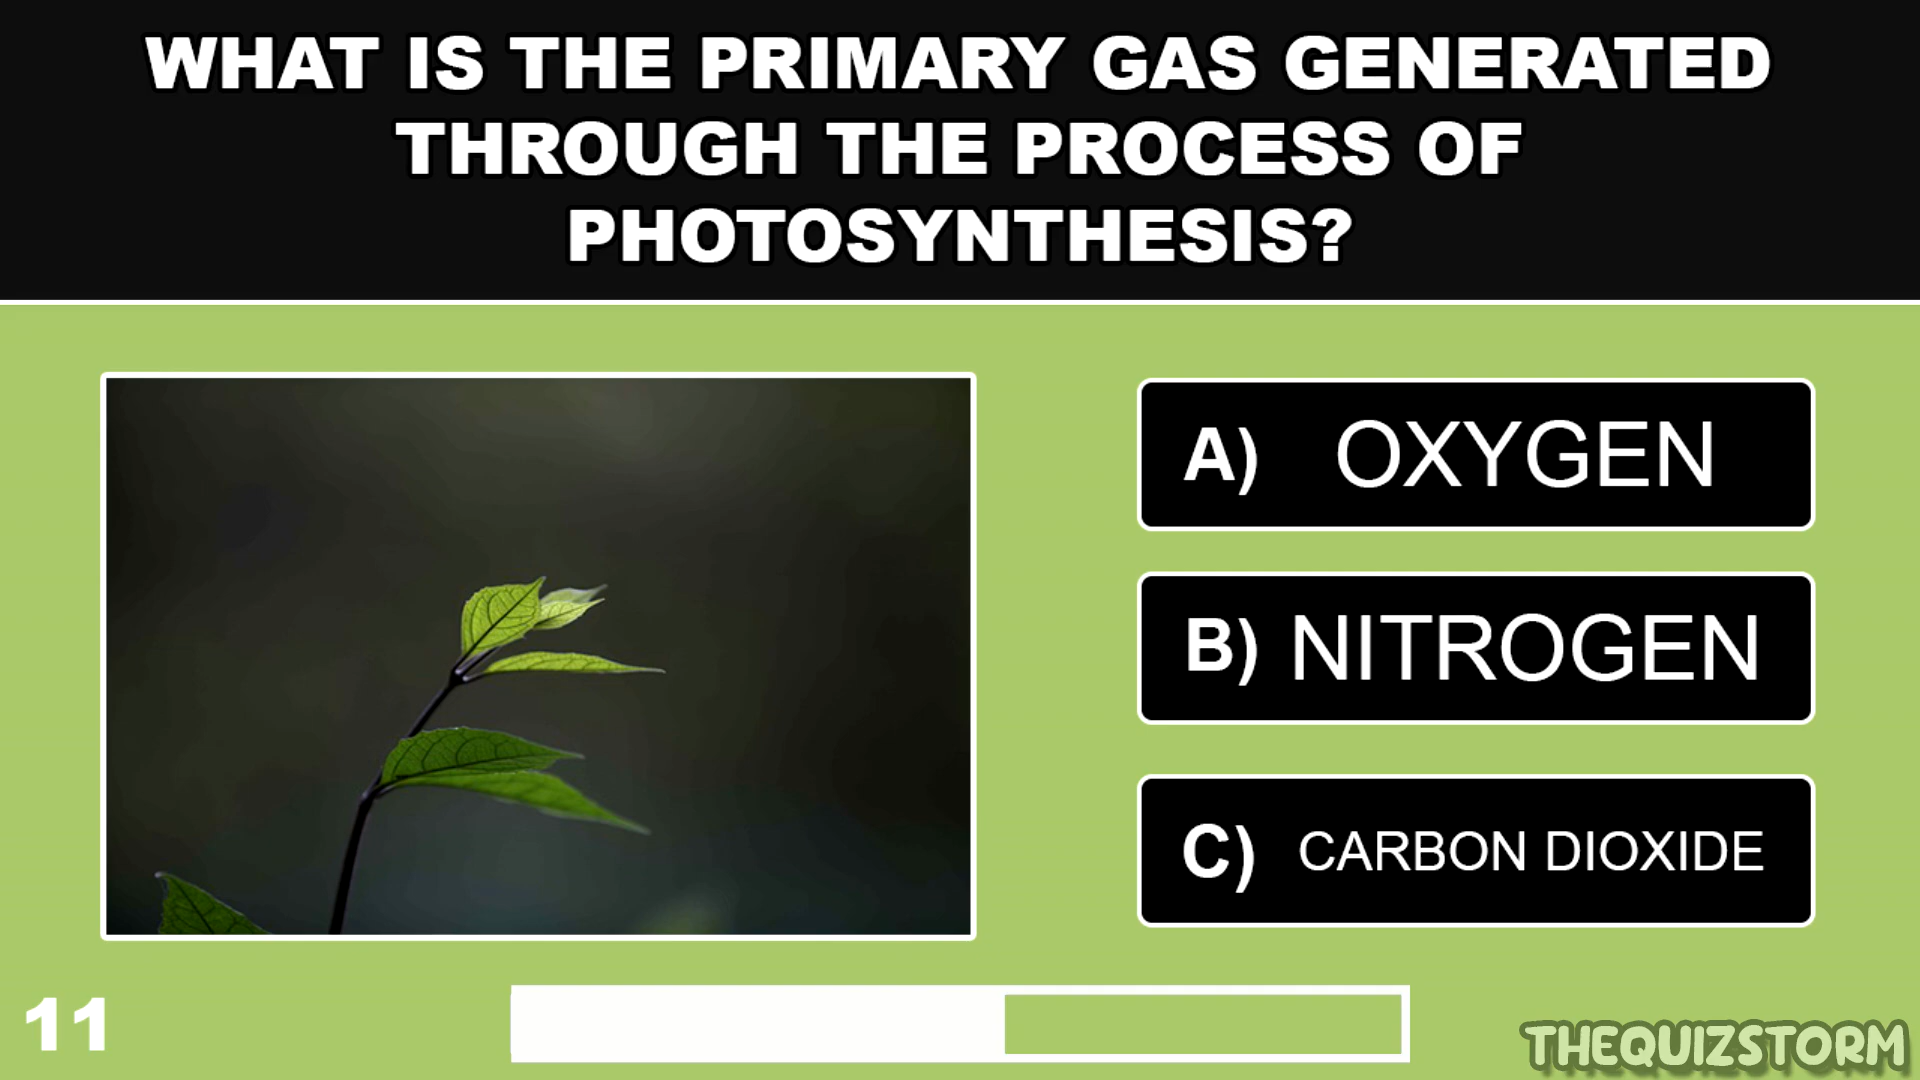 WHAT IS THE PRIMARY GAS GENERATED
THROUGH THE PROCESS OF
PHOTOSYNTHESIS?
A) OXYGEN
B) NITROGEN
C) CARBON DIOXIDE
11
THEQUIZSTORM